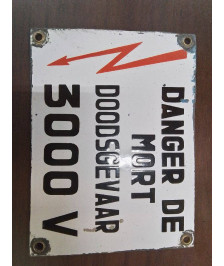 DANGER DE
MORT
DOODSGEVAAR
3000 V